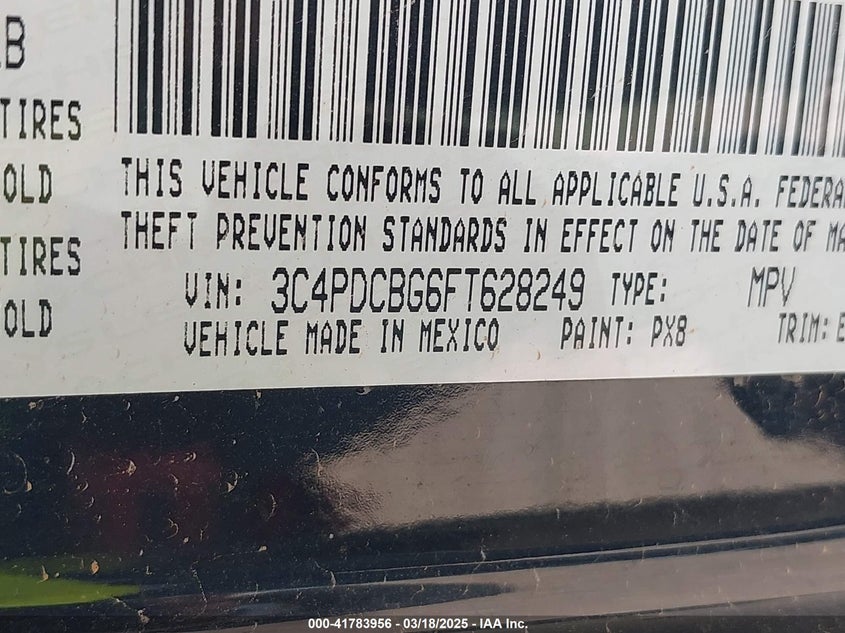 LB
TIRES
OLD
TIRES
OLD
THIS VEHICLE CONFORMS TO ALL APPLICABLE U.S.A. FEDERA
THEFT PREVENTION STANDARDS IN EFFECT ON THE DATE OF MA
VIN: 3C4PDCBG6FT628249 TYPE: MPV
VEHICLE MADE IN MEXICO PAINT: PX8 TRIM: E
000-41783956 - 03/18/2025 - IAA Inc.